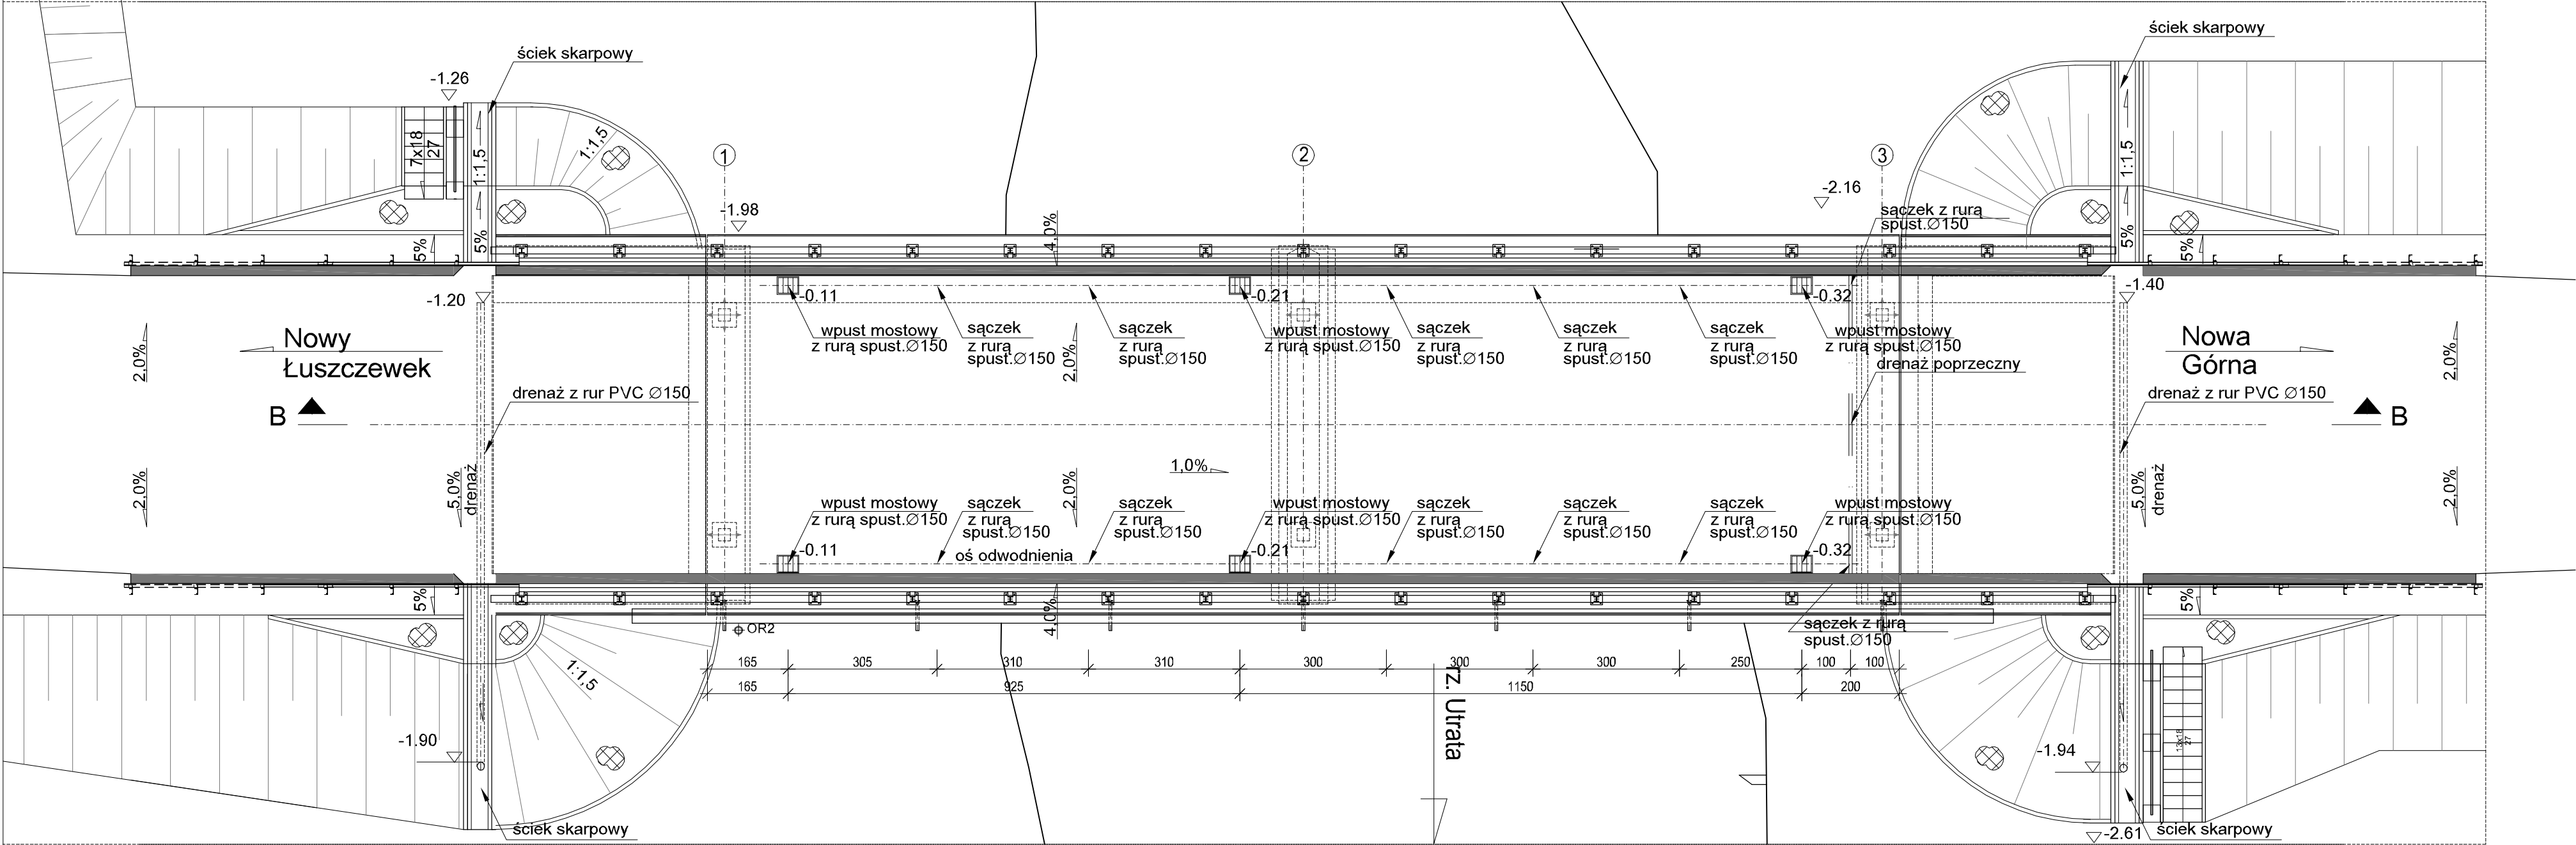 ściek skarpowy
ściek skarpowy
-1.26
7x18
27
1:1,5
5%
1:1,5
1
2
3
-1.98
-2.16
1:1,5
5%
sączek z rurą
spust.∅150
5%
4,0%
5%
-1.20
-0.11
-0.21
-0.32
-1.40
Nowy
Łuszczewek
2,0%
wpust mostowy
z rurą spust.∅150
sączek
z rurą
spust.∅150
2,0%
sączek
z rurą
spust.∅150
wpust mostowy
z rurą spust.∅150
sączek
z rurą
spust.∅150
sączek
z rurą
spust.∅150
sączek
z rurą
spust.∅150
wpust mostowy
z rurą spust.∅150
drenaż poprzeczny
Nowa
Górna
2,0%
drenaż z rur PVC ∅150
drenaż z rur PVC ∅150
B
B
1,0%
2,0%
5,0%
drenaż
wpust mostowy
z rurą spust.∅150
sączek
z rurą
spust.∅150
2,0%
sączek
z rurą
spust.∅150
wpust mostowy
z rurą spust.∅150
sączek
z rurą
spust.∅150
sączek
z rurą
spust.∅150
sączek
z rurą
spust.∅150
wpust mostowy
z rurą spust.∅150
5,0%
drenaż
2,0%
-0.11
oś odwodnienia
-0.21
-0.32
5%
4,0%
5%
OR2
sączek z rurą
spust.∅150
1:1,5
165 305 310 310 300 300 300 250 100 100
165 925 1150 200
rz. Utrata
-1.90
-1.94
13x18
27
ściek skarpowy
-2.61
ściek skarpowy